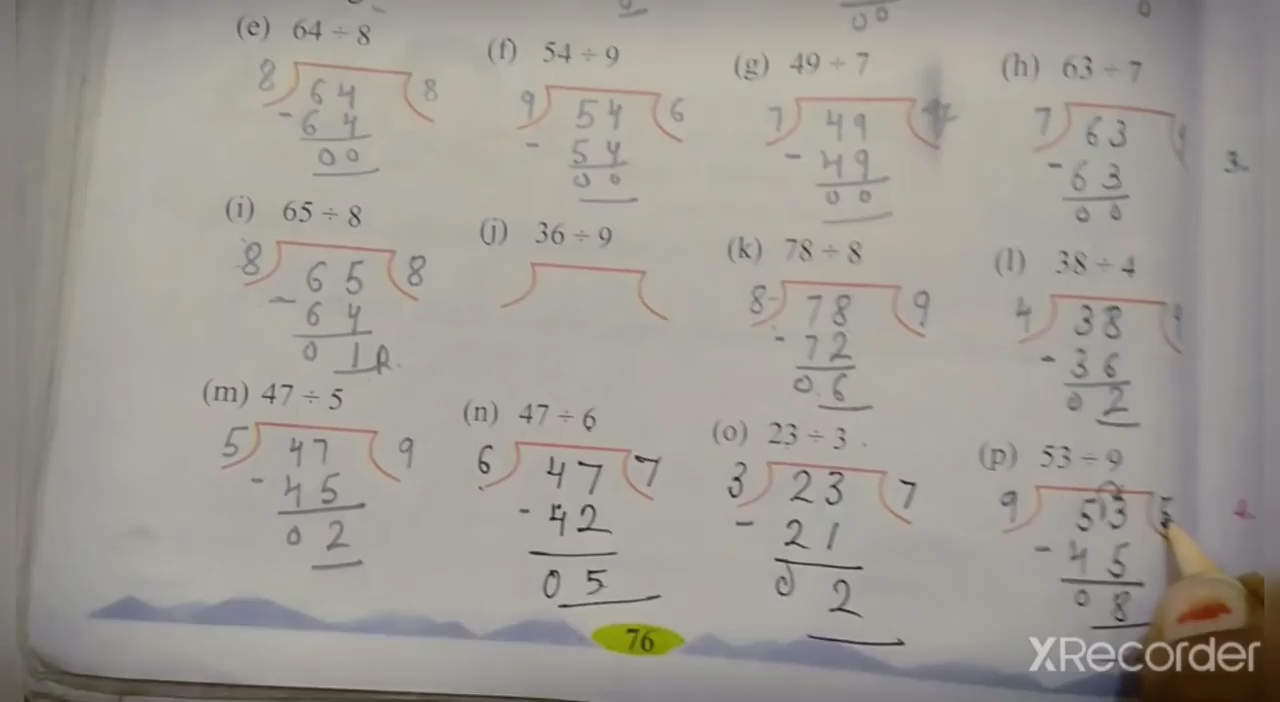 (e) 64 ÷ 8
8 64 8
- 64
00
(f) 54 ÷ 9
9 54 6
- 54
00
(g) 49 ÷ 7
7 49
- 49
00
(h) 63 ÷ 7
7 63
- 63
00
3.
(i) 65 ÷ 8
8 65 8
- 64
01R.
(j) 36 ÷ 9
(k) 78 ÷ 8
8 78 9
- 72
06
(l) 38 ÷ 4
4 38
- 36
02
(m) 47 ÷ 5
5 47 9
- 45
02
(n) 47 ÷ 6
6 47 7
- 42
05
(o) 23 ÷ 3
3 23 7
- 21
02
(p) 53 ÷ 9
9 53
- 45
08
76
XRecorder